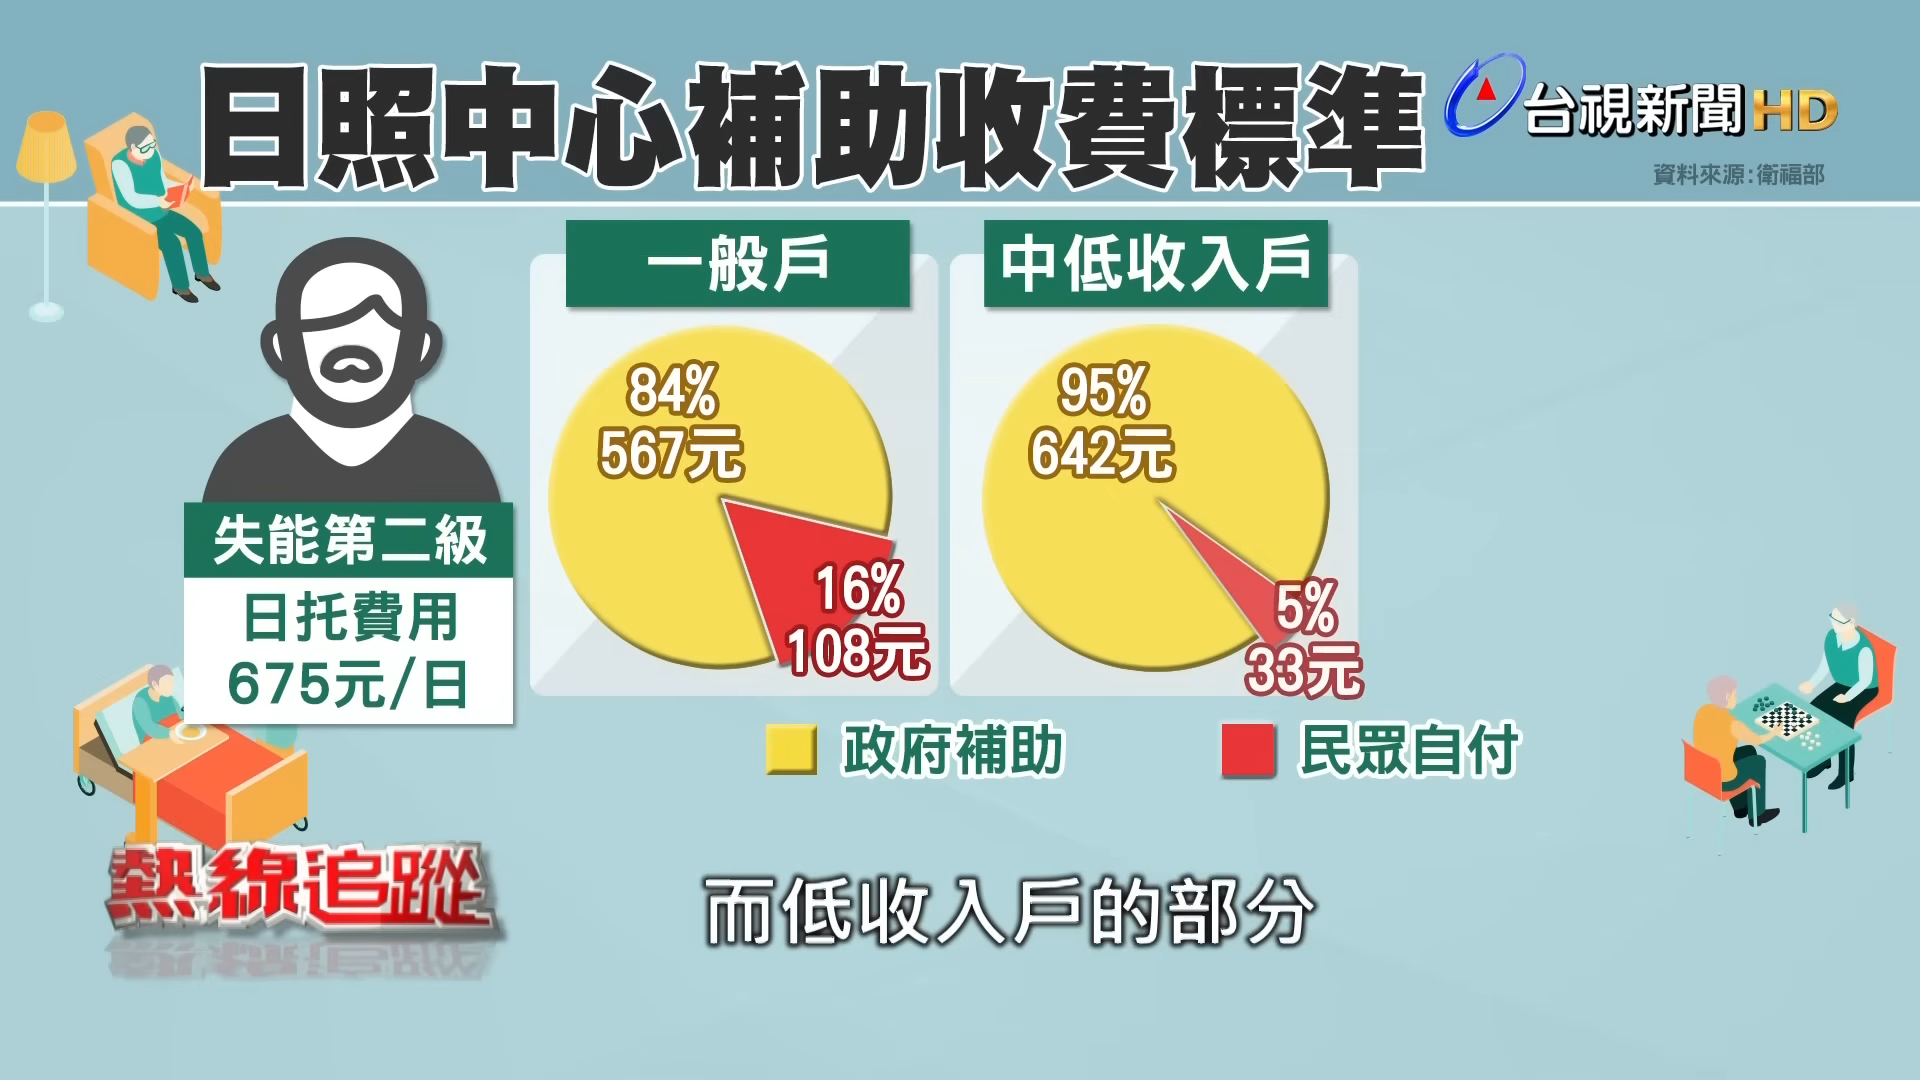 日照中心補助收費標準
台視新聞HD
資料來源:衛福部
一般戶
中低收入戶
84%
567元
16%
108元
95%
642元
5%
33元
失能第二級
日托費用
675元/日
政府補助
民眾自付
熱線追蹤
而低收入戶的部分